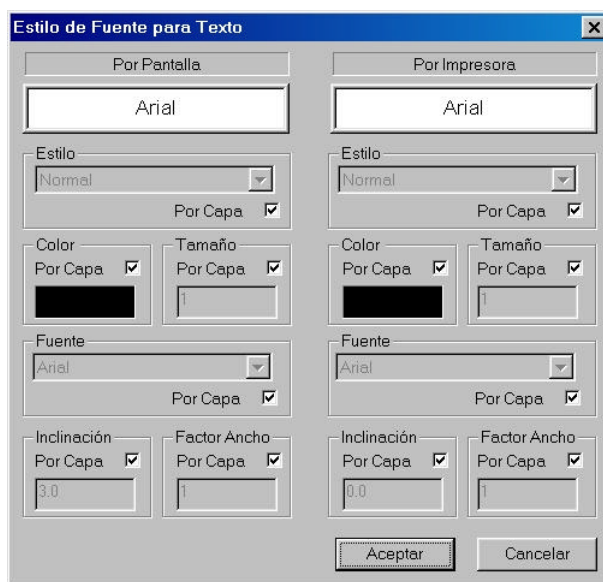 Estilo de Fuente para Texto
Por Pantalla
Arial
Estilo
Normal
Por Capa
Color
Por Capa
Tamaño
Por Capa
1
Fuente
Arial
Por Capa
Inclinación
Por Capa
3.0
Factor Ancho
Por Capa
1
Por Impresora
Arial
Estilo
Normal
Por Capa
Color
Por Capa
Tamaño
Por Capa
1
Fuente
Arial
Por Capa
Inclinación
Por Capa
0.0
Factor Ancho
Por Capa
1
Aceptar
Cancelar